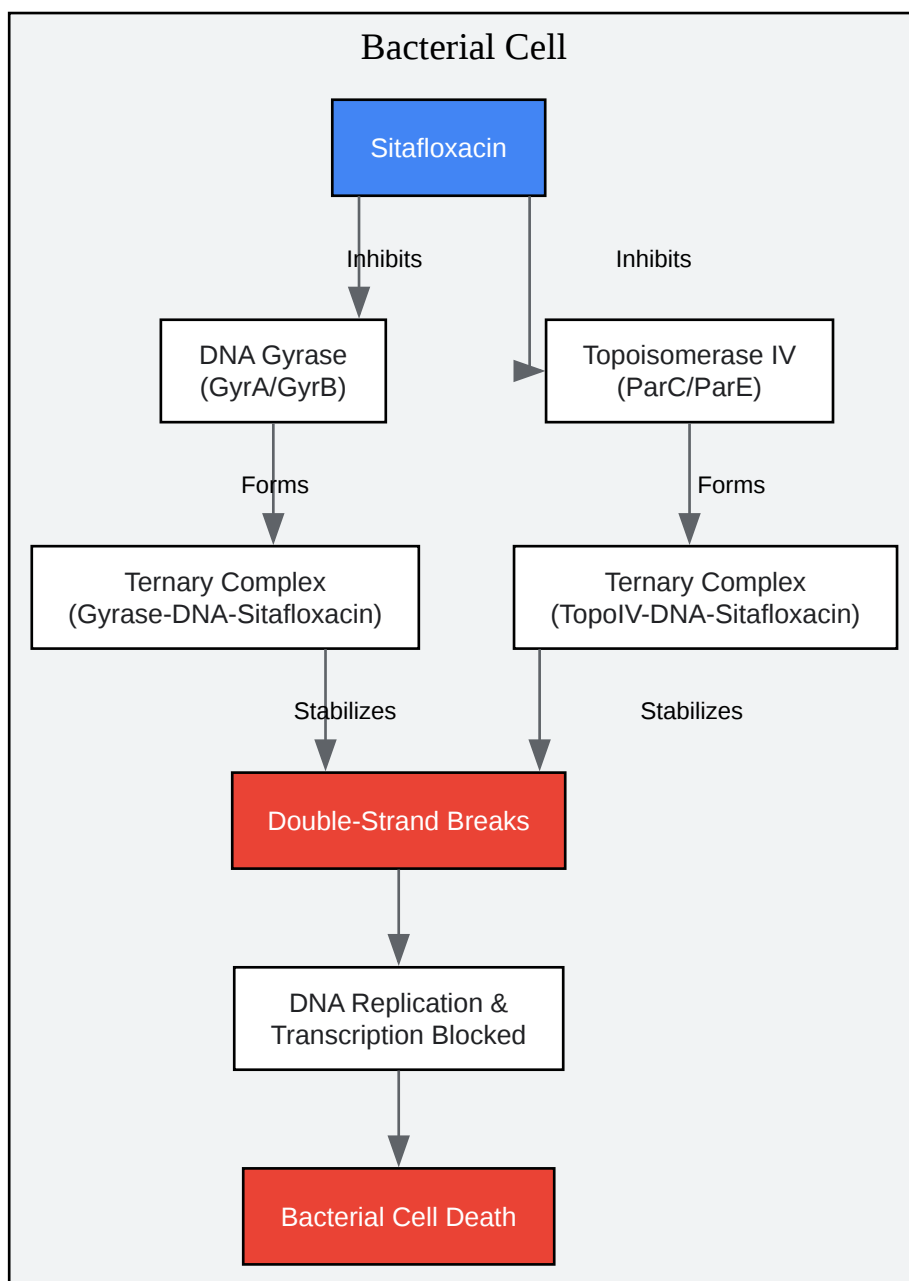 Bacterial Cell
Sitafloxacin
Inhibits
Inhibits
DNA Gyrase
(GyrA/GyrB)
Topoisomerase IV
(ParC/ParE)
Forms
Forms
Ternary Complex
(Gyrase-DNA-Sitafloxacin)
Ternary Complex
(TopoIV-DNA-Sitafloxacin)
Stabilizes
Stabilizes
Double-Strand Breaks
DNA Replication &
Transcription Blocked
Bacterial Cell Death